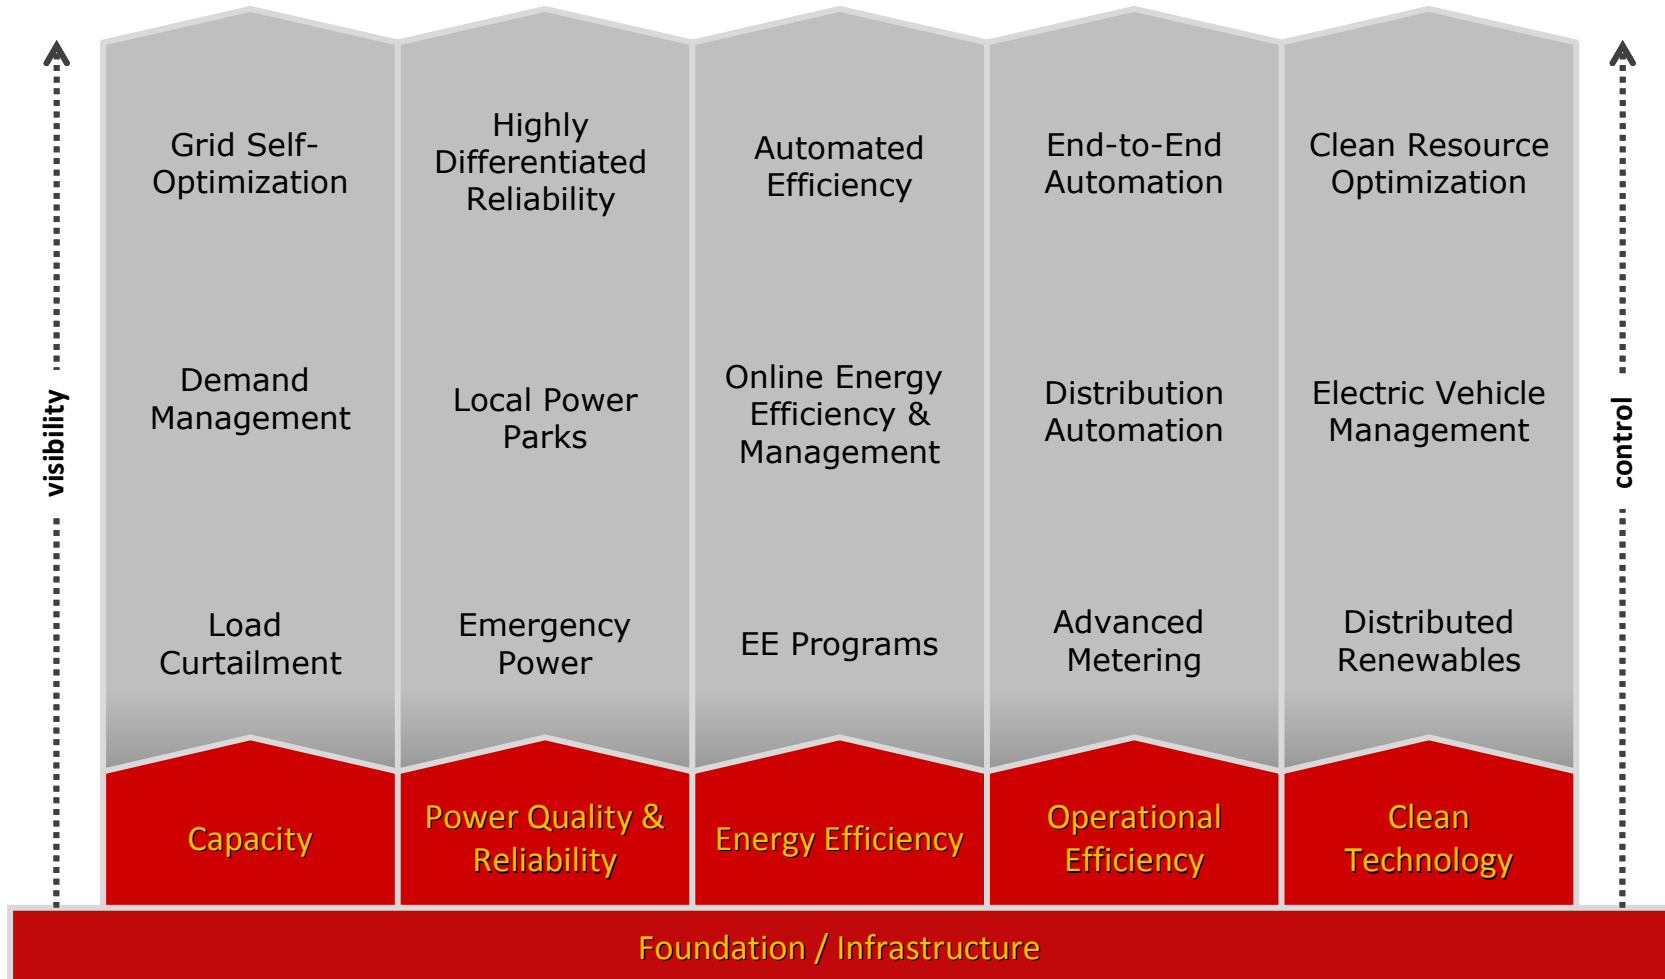 Grid Self-
Optimization
Highly
Differentiated
Reliability
Automated
Efficiency
End-to-End
Automation
Clean Resource
Optimization
visibility
Demand
Management
Local Power
Parks
Online Energy
Efficiency &
Management
Distribution
Automation
Electric Vehicle
Management
control
Load
Curtailment
Emergency
Power
EE Programs
Advanced
Metering
Distributed
Renewables
Capacity
Power Quality &
Reliability
Energy Efficiency
Operational
Efficiency
Clean
Technology
Foundation / Infrastructure